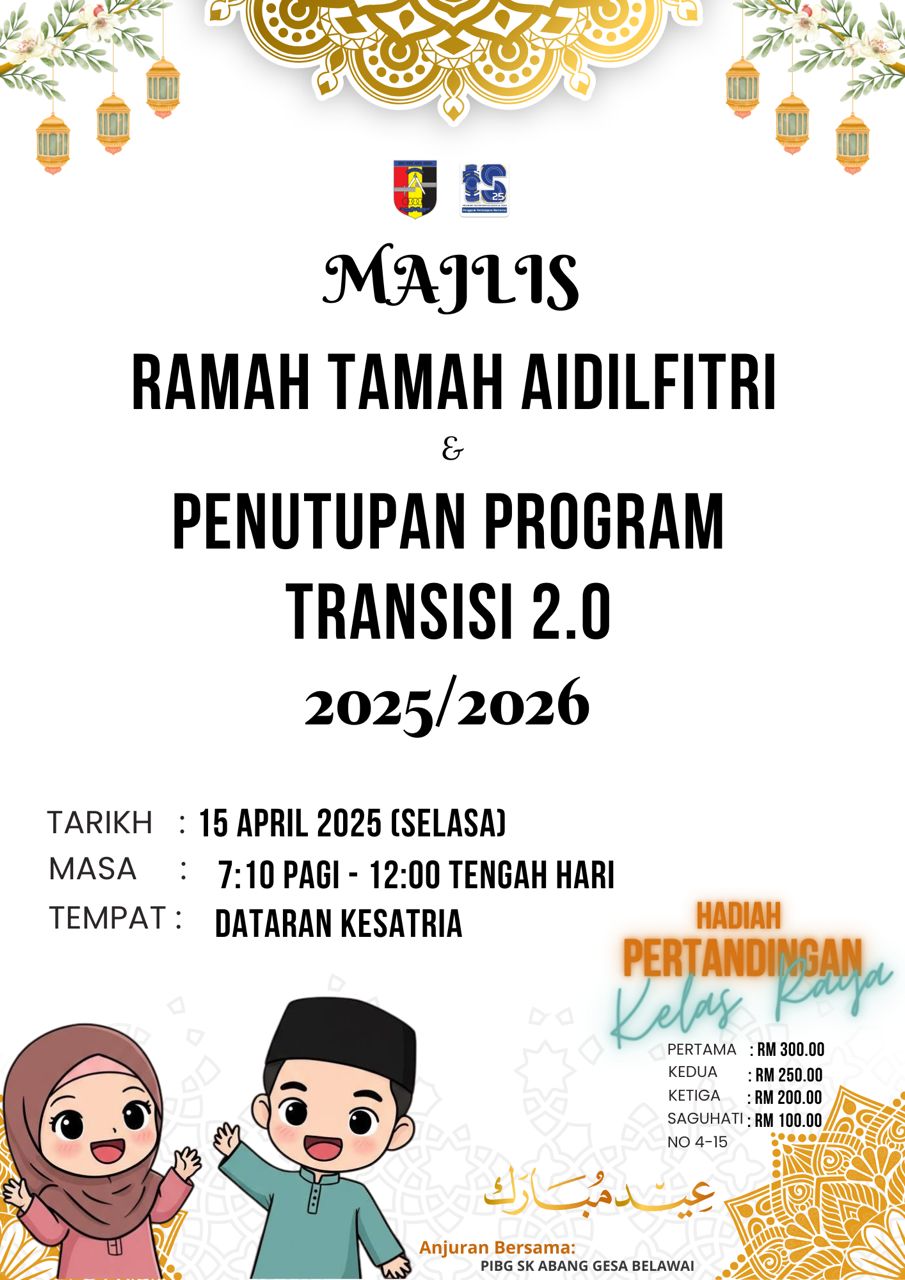 MAJLIS
RAMAH TAMAH AIDILFITRI
&
PENUTUPAN PROGRAM
TRANSISI 2.0
2025/2026
TARIKH : 15 APRIL 2025 (SELASA)
MASA : 7:10 PAGI - 12:00 TENGAH HARI
TEMPAT : DATARAN KESATRIA
HADIAH
PERTANDINGAN
Kelas Raya
PERTAMA : RM 300.00
KEDUA : RM 250.00
KETIGA : RM 200.00
SAGUHATI : RM 100.00
NO 4-15
عيد مبارك
Anjuran Bersama:
PIBG SK ABANG GESA BELAWAI